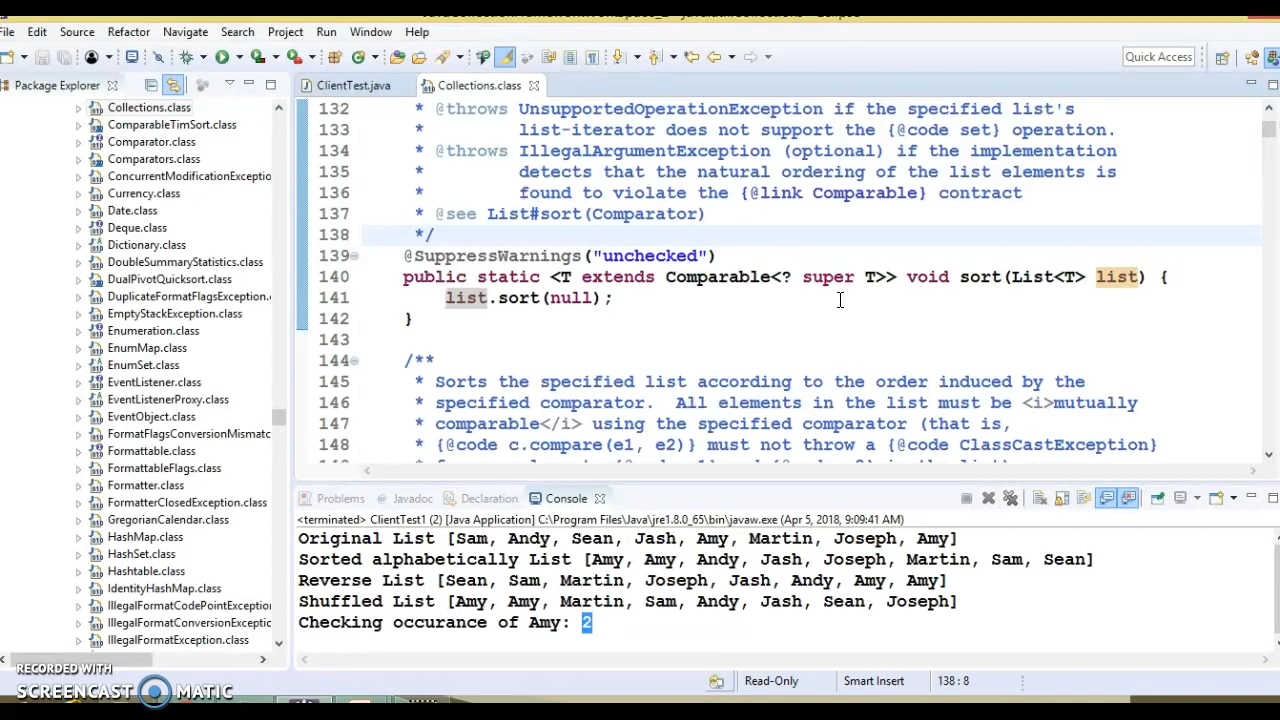 File Edit Source Refactor Navigate Search Project Run Window Help
Quick Access
Package Explorer
ClientTest.java
Collections.class
Collections.class
ComparableTimSort.class
Comparator.class
Comparators.class
ConcurrentModificationExceptio
Currency.class
Date.class
Deque.class
Dictionary.class
DoubleSummaryStatistics.class
DualPivotQuicksort.class
DuplicateFormatFlagsException.
EmptyStackException.class
Enumeration.class
EnumMap.class
EnumSet.class
EventListener.class
EventListenerProxy.class
EventObject.class
FormatFlagsConversionMismatc
Formattable.class
FormattableFlags.class
Formatter.class
FormatterClosedException.class
GregorianCalendar.class
HashMap.class
HashSet.class
Hashtable.class
IdentityHashMap.class
IllegalFormatCodePointException
IllegalFormatConversionExceptio
IllegalFormatException.class
132 * @throws UnsupportedOperationException if the specified list's
133 * list-iterator does not support the {@code set} operation.
134 * @throws IllegalArgumentException (optional) if the implementation
135 * detects that the natural ordering of the list elements is
136 * found to violate the {@link Comparable} contract
137 * @see List#sort(Comparator)
138 */
139 @SuppressWarnings("unchecked")
140 public static <T extends Comparable<? super T>> void sort(List<T> list) {
141 list.sort(null);
142 }
143
144 /**
145 * Sorts the specified list according to the order induced by the
146 * specified comparator. All elements in the list must be <i>mutually
147 * comparable</i> using the specified comparator (that is,
148 * {@code c.compare(e1, e2)} must not throw a {@code ClassCastException}
Problems Javadoc Declaration Console
<terminated> ClientTest1 (2) [Java Application] C:\Program Files\Java\jre1.8.0_65\bin\javaw.exe (Apr 5, 2018, 9:09:41 AM)
Original List [Sam, Andy, Sean, Jash, Amy, Martin, Joseph, Amy]
Sorted alphabetically List [Amy, Amy, Andy, Jash, Joseph, Martin, Sam, Sean]
Reverse List [Sean, Sam, Martin, Joseph, Jash, Andy, Amy, Amy]
Shuffled List [Amy, Amy, Martin, Sam, Andy, Jash, Sean, Joseph]
Checking occurance of Amy: 2
Read-Only Smart Insert 138 : 8
RECORDED WITH
SCREENCAST MATIC